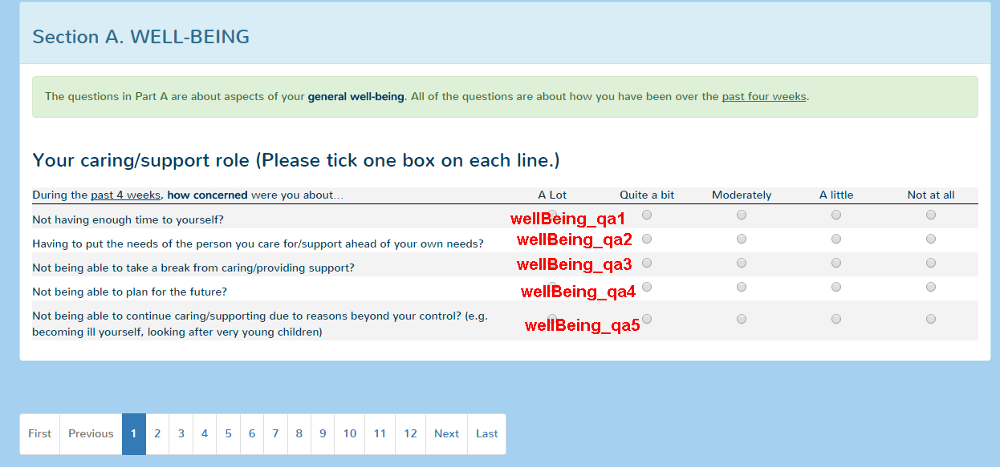 Section A. WELL-BEING
The questions in Part A are about aspects of your general well-being. All of the questions are about how you have been over the past four weeks.
Your caring/support role (Please tick one box on each line.)
During the past 4 weeks, how concerned were you about... A Lot Quite a bit Moderately A little Not at all
Not having enough time to yourself? wellBeing_qa1
Having to put the needs of the person you care for/support ahead of your own needs? wellBeing_qa2
Not being able to take a break from caring/providing support? wellBeing_qa3
Not being able to plan for the future? wellBeing_qa4
Not being able to continue caring/supporting due to reasons beyond your control? (e.g.
becoming ill yourself, looking after very young children) wellBeing_qa5
First Previous 1 2 3 4 5 6 7 8 9 10 11 12 Next Last